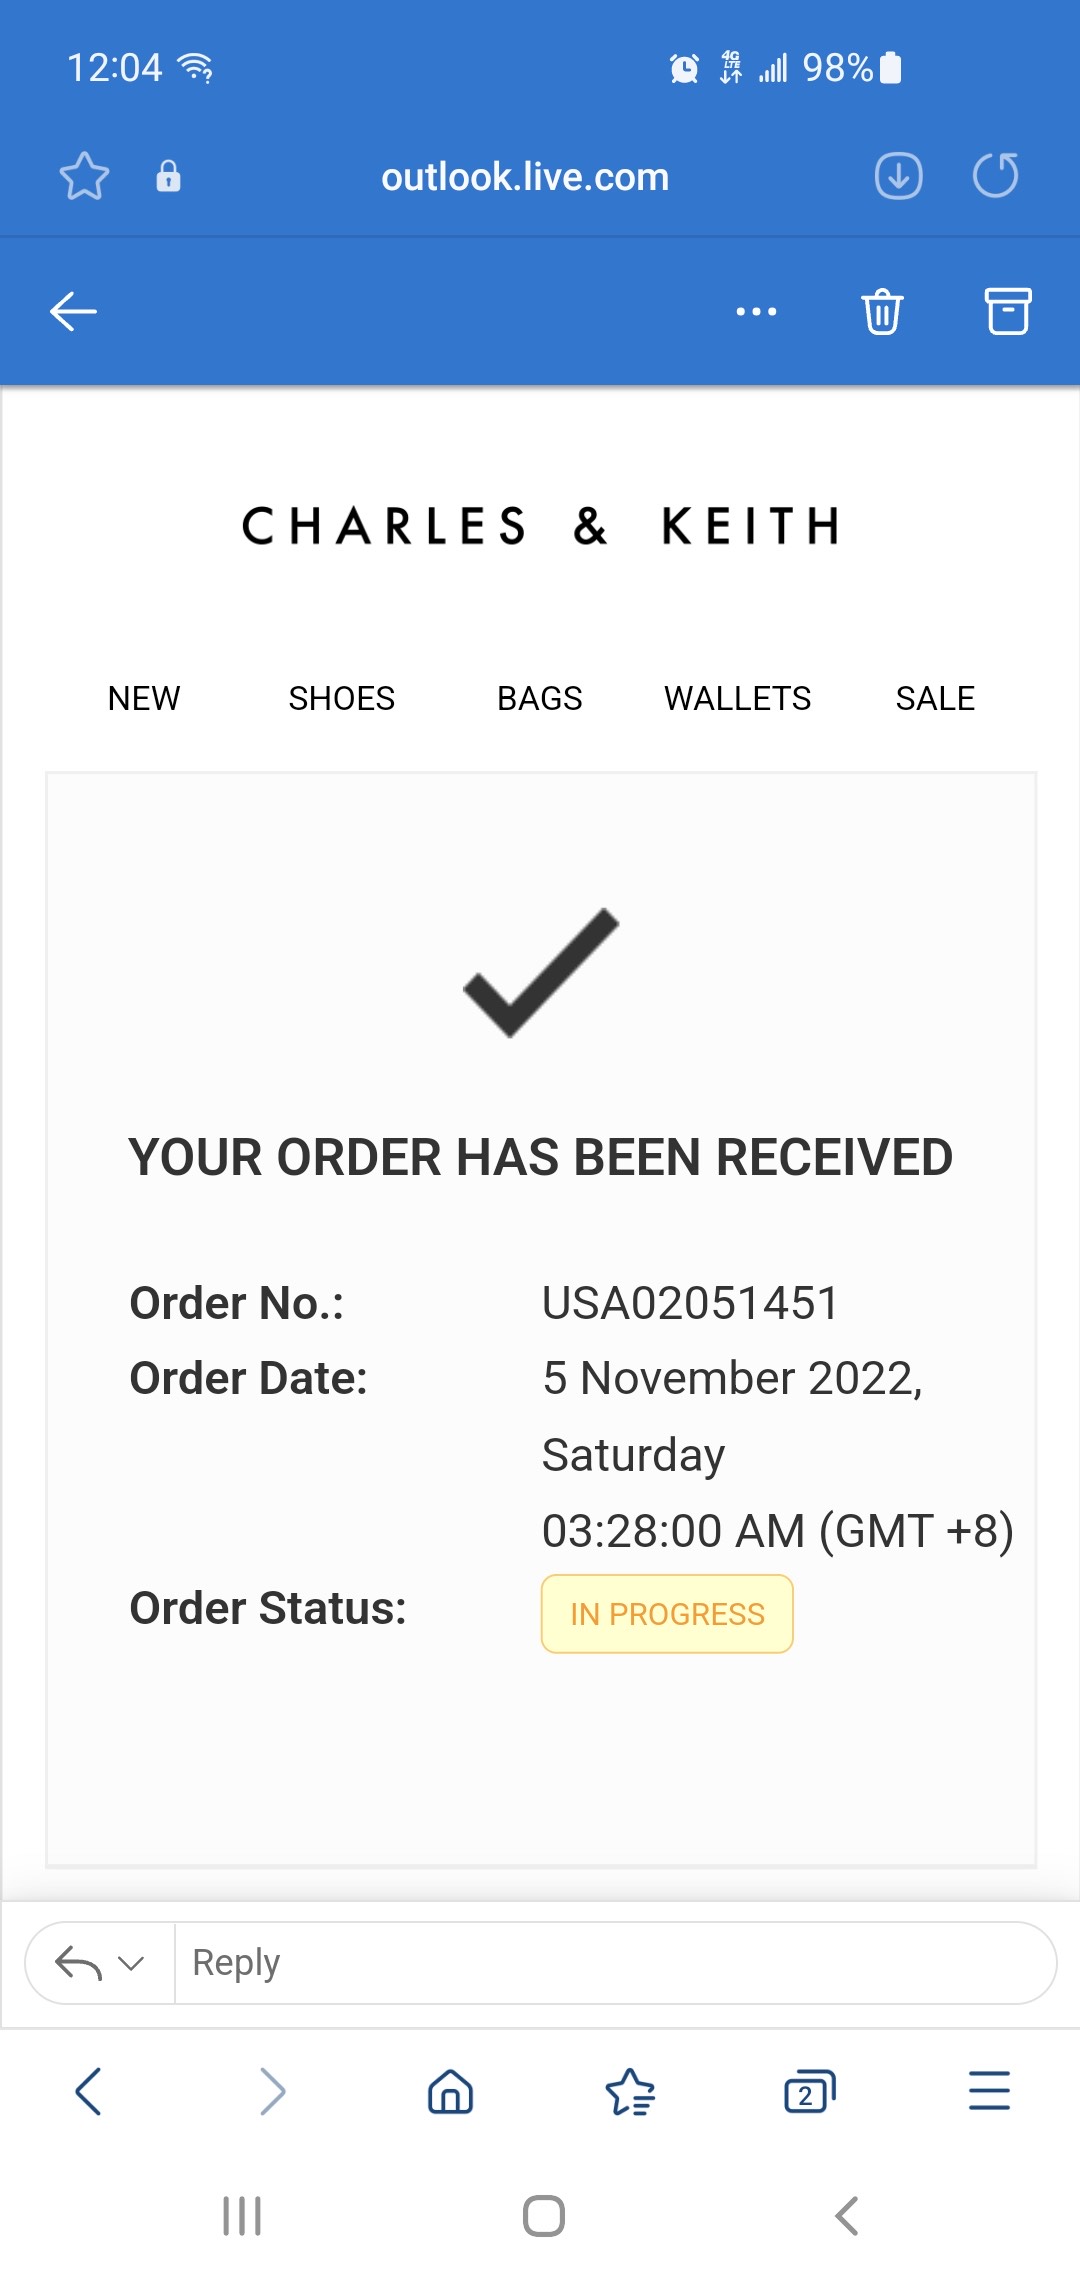 12:04
4G LTE 98%
outlook.live.com
CHARLES & KEITH
NEW SHOES BAGS WALLETS SALE
YOUR ORDER HAS BEEN RECEIVED
Order No.: USA02051451
Order Date: 5 November 2022,
Saturday
03:28:00 AM (GMT +8)
Order Status: IN PROGRESS
Reply
2